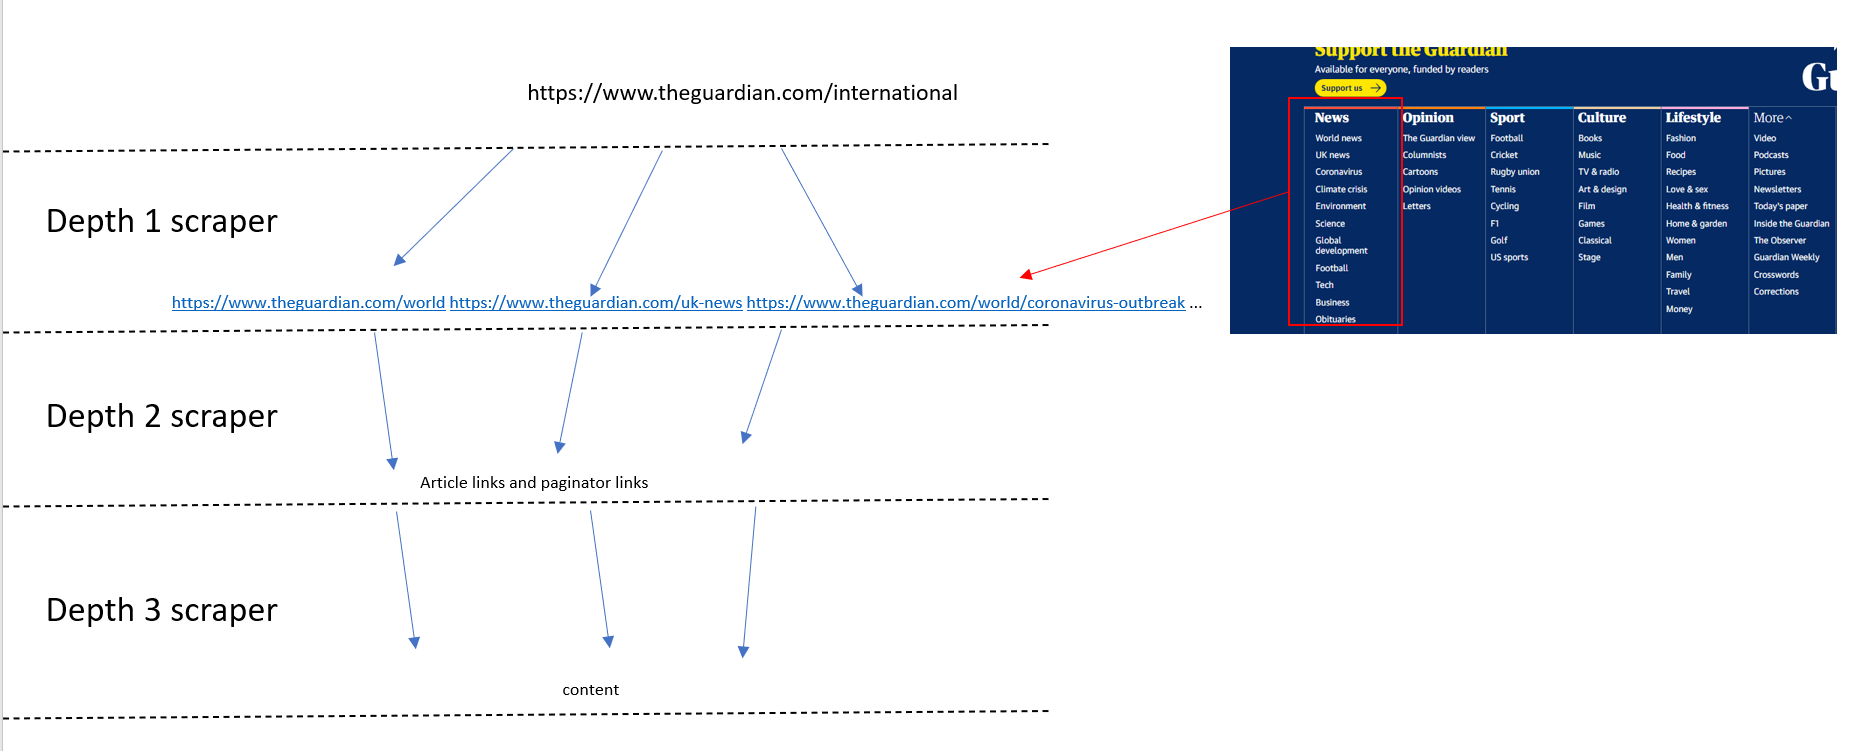 https://www.theguardian.com/international
Depth 1 scraper
https://www.theguardian.com/world https://www.theguardian.com/uk-news https://www.theguardian.com/world/coronavirus-outbreak ...
Depth 2 scraper
Article links and paginator links
Depth 3 scraper
content
Support the Guardian
Available for everyone, funded by readers
Support us
Gu
News
World news
UK news
Coronavirus
Climate crisis
Environment
Science
Global
development
Football
Tech
Business
Obituaries
Opinion
The Guardian view
Columnists
Cartoons
Opinion videos
Letters
Sport
Football
Cricket
Rugby union
Tennis
Cycling
F1
Golf
US sports
Culture
Books
Music
TV & radio
Art & design
Film
Games
Classical
Stage
Lifestyle
Fashion
Food
Recipes
Love & sex
Health & fitness
Home & garden
Women
Men
Family
Travel
Money
More
Video
Podcasts
Pictures
Newsletters
Today's paper
Inside the Guardian
The Observer
Guardian Weekly
Crosswords
Corrections